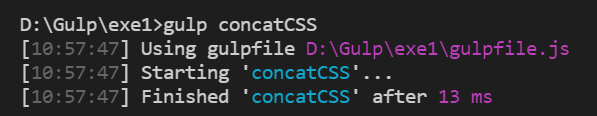 D:\Gulp\exe1>gulp concatCSS
[10:57:47] Using gulpfile D:\Gulp\exe1\gulpfile.js
[10:57:47] Starting 'concatCSS'...
[10:57:47] Finished 'concatCSS' after 13 ms